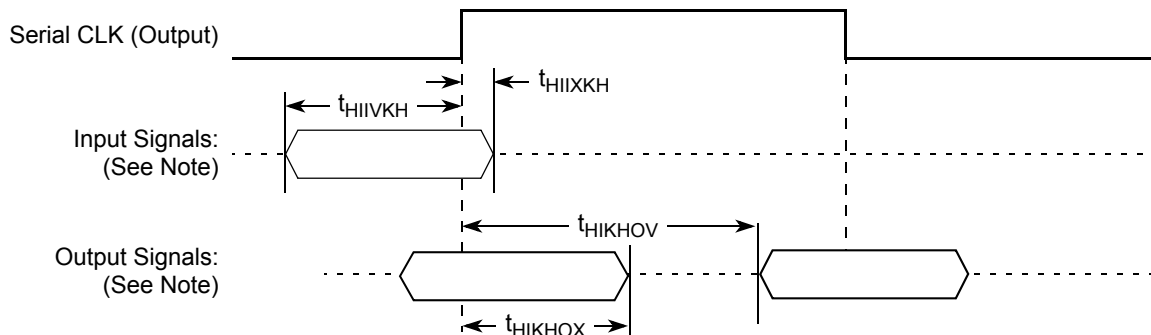 Serial CLK (Output)
tHIIXKH
tHIIVKH
Input Signals:
(See Note)
tHIKHOV
Output Signals:
(See Note)
tHIKHOX